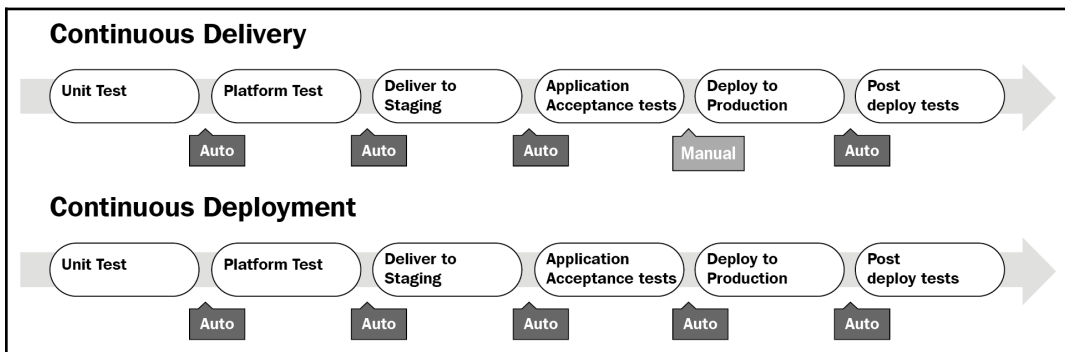 Continuous Delivery
Unit Test
Platform Test
Deliver to
Staging
Application
Acceptance tests
Deploy to
Production
Post
deploy tests
Auto
Auto
Auto
Manual
Auto
Continuous Deployment
Unit Test
Platform Test
Deliver to
Staging
Application
Acceptance tests
Deploy to
Production
Post
deploy tests
Auto
Auto
Auto
Auto
Auto